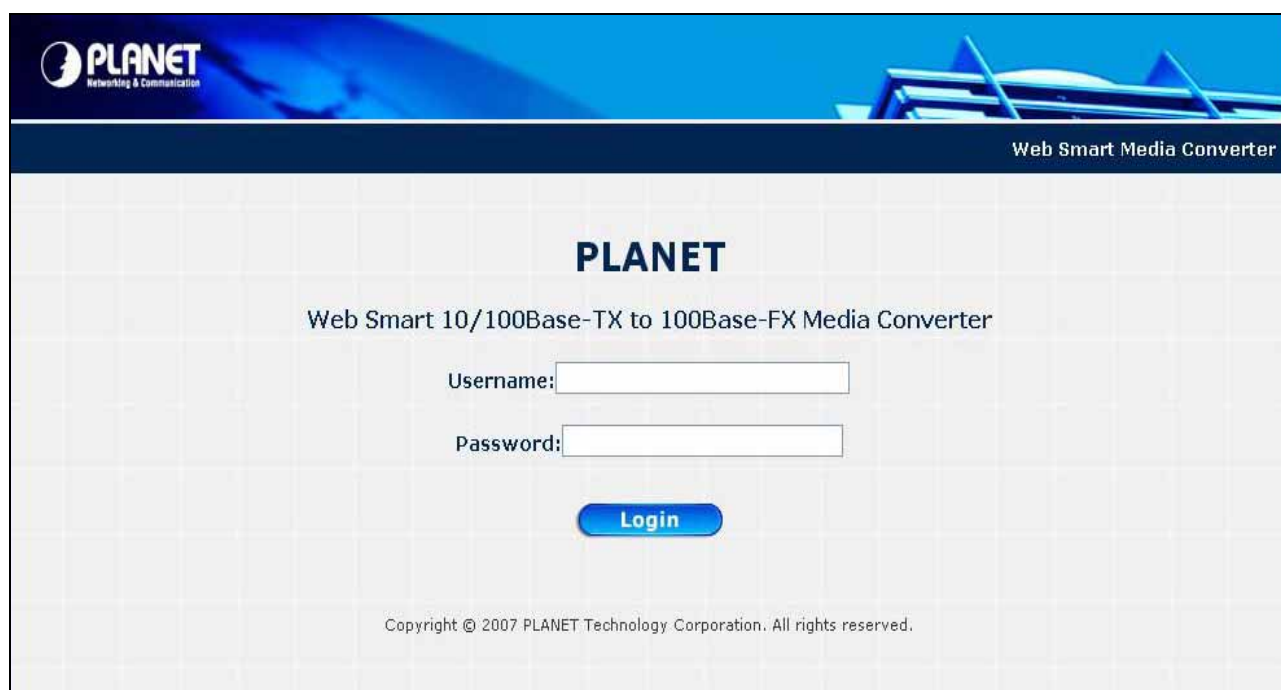 PLANET
Networking & Communication
Web Smart Media Converter
PLANET
Web Smart 10/100Base-TX to 100Base-FX Media Converter
Username:
Password:
Login
Copyright © 2007 PLANET Technology Corporation. All rights reserved.